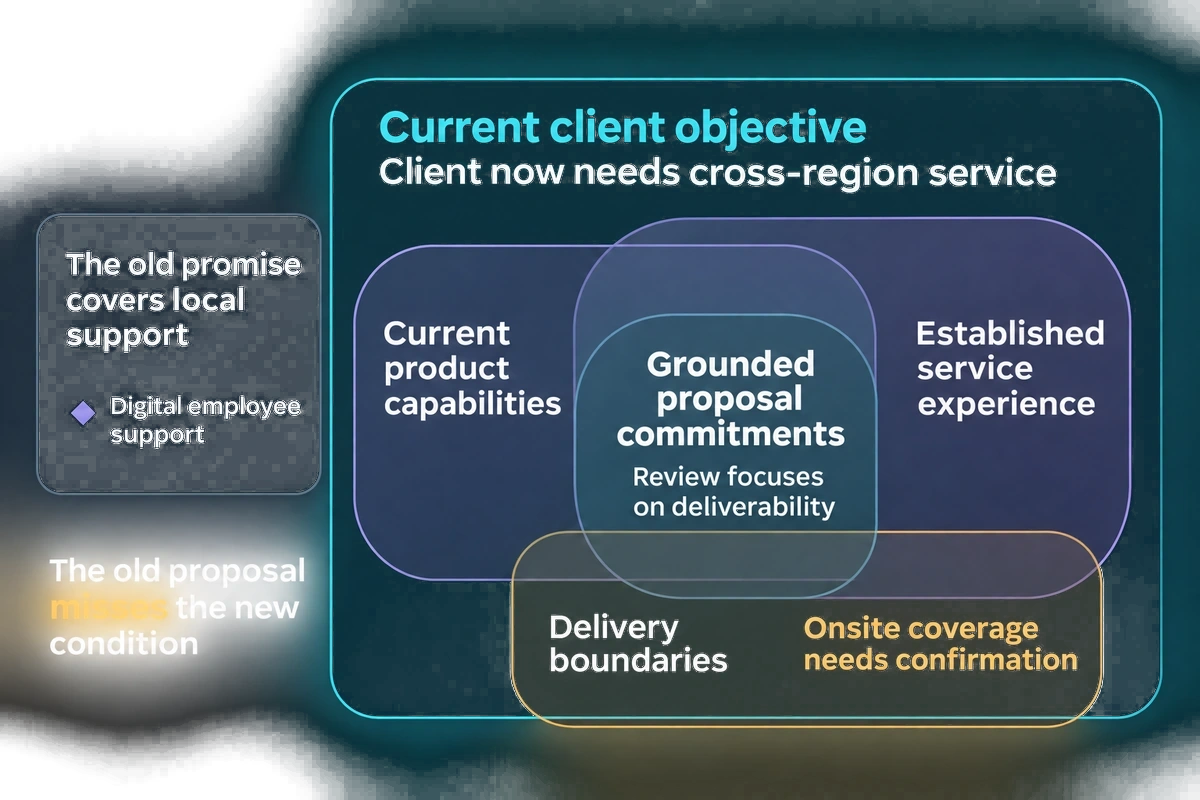 Current client objective
Client now needs cross-region service
The old promise
covers local
support
Digital employee
support
The old proposal
misses the new
condition
Current
product
capabilities
Grounded
proposal
commitments
Review focuses
on deliverability
Established
service
experience
Delivery
boundaries
Onsite coverage
needs confirmation